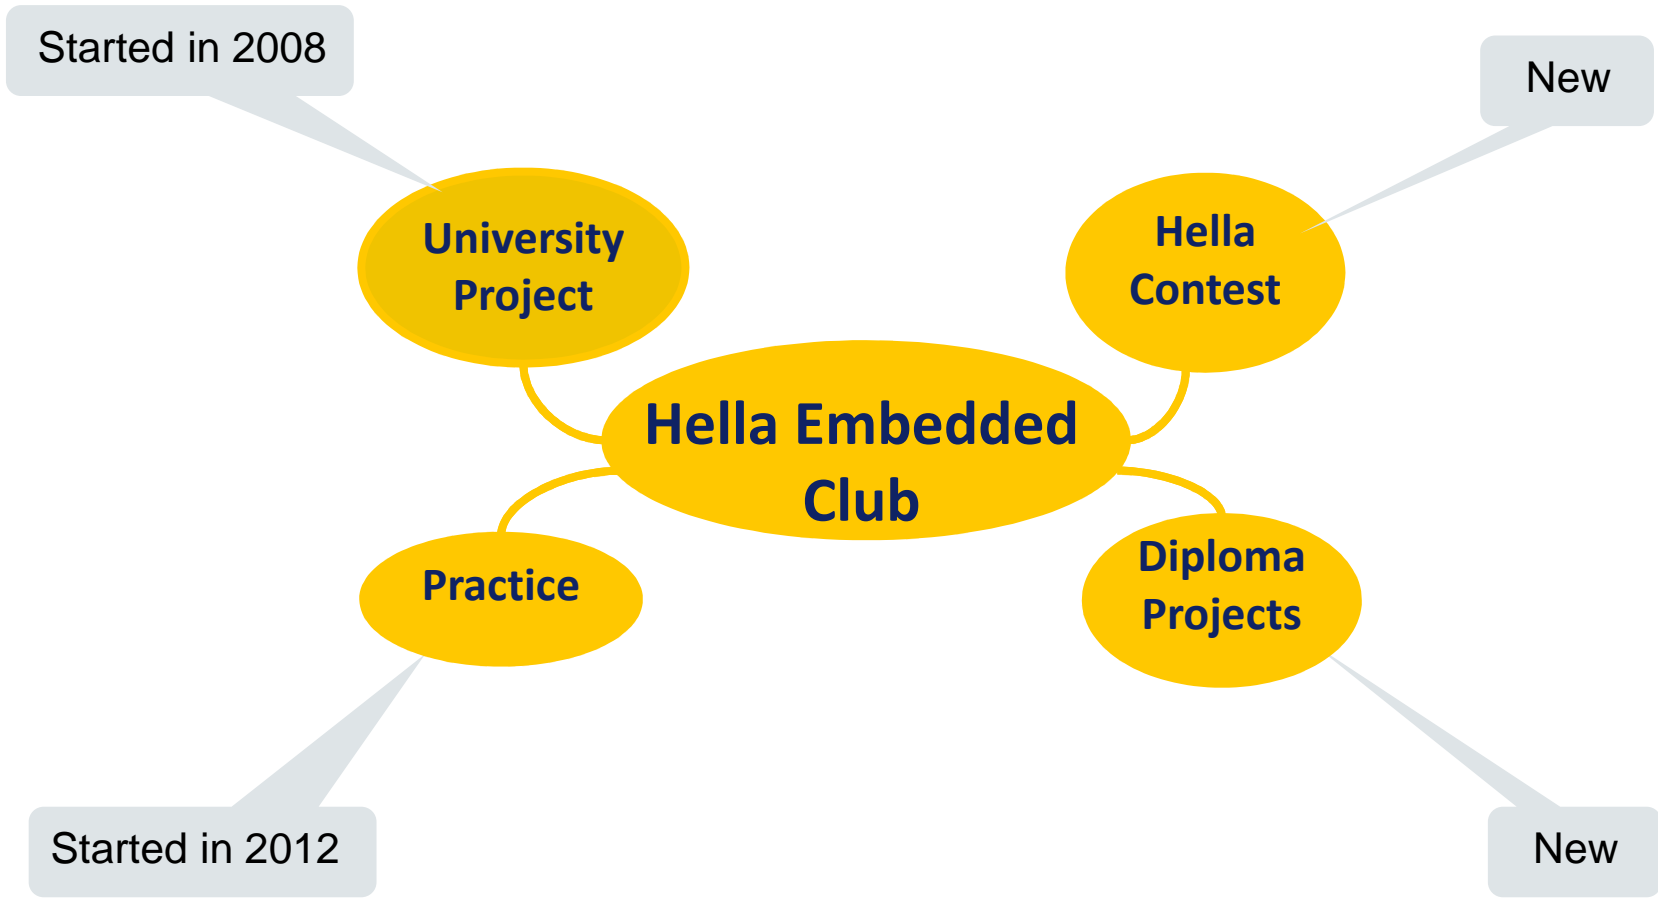 Started in 2008
New
University
Project
Hella
Contest
Hella Embedded
Club
Practice
Diploma
Projects
Started in 2012
New